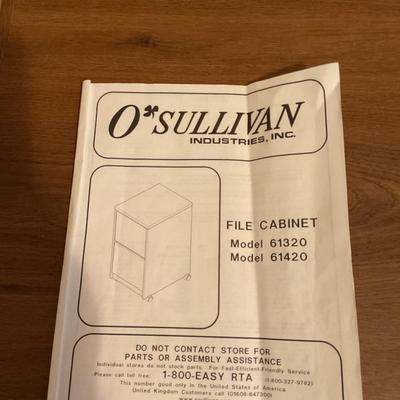 O'SULLIVAN
INDUSTRIES, INC.
FILE CABINET
Model 61320
Model 61420
DO NOT CONTACT STORE FOR
PARTS OR ASSEMBLY ASSISTANCE
Individual stores do not stock parts. For Fast-Efficient-Friendly Service
Please call toll free: 1-800-EASY RTA (1-800-327-9782)
This number good only in the United States of America
United Kingdom Customers call (01608-647300)